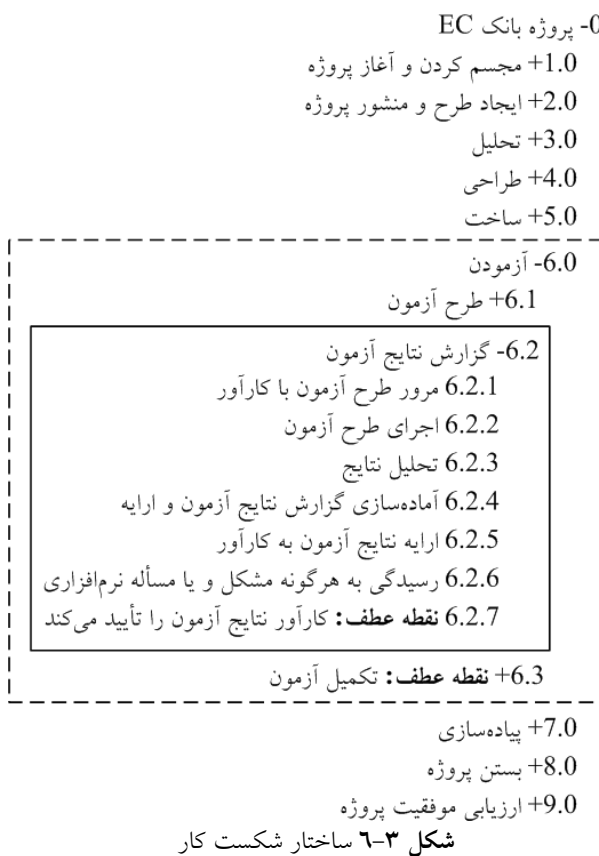 0- پروژه بانک EC
1.0+ مجسم کردن و آغاز پروژه
2.0+ ایجاد طرح و منشور پروژه
3.0+ تحلیل
4.0+ طراحی
5.0+ ساخت
6.0- آزمودن
6.1+ طرح آزمون
6.2- گزارش نتایج آزمون
6.2.1 مرور طرح آزمون با کارآور
6.2.2 اجرای طرح آزمون
6.2.3 تحلیل نتایج
6.2.4 آماده‌سازی گزارش نتایج آزمون و ارایه
6.2.5 ارایه نتایج آزمون به کارآور
6.2.6 رسیدگی به هرگونه مشکل و یا مسأله نرم‌افزاری
6.2.7 نقطه عطف: کارآور نتایج آزمون را تأیید می‌کند
6.3+ نقطه عطف: تکمیل آزمون
7.0+ پیاده‌سازی
8.0+ بستن پروژه
9.0+ ارزیابی موفقیت پروژه
شکل ۳-۶ ساختار شکست کار